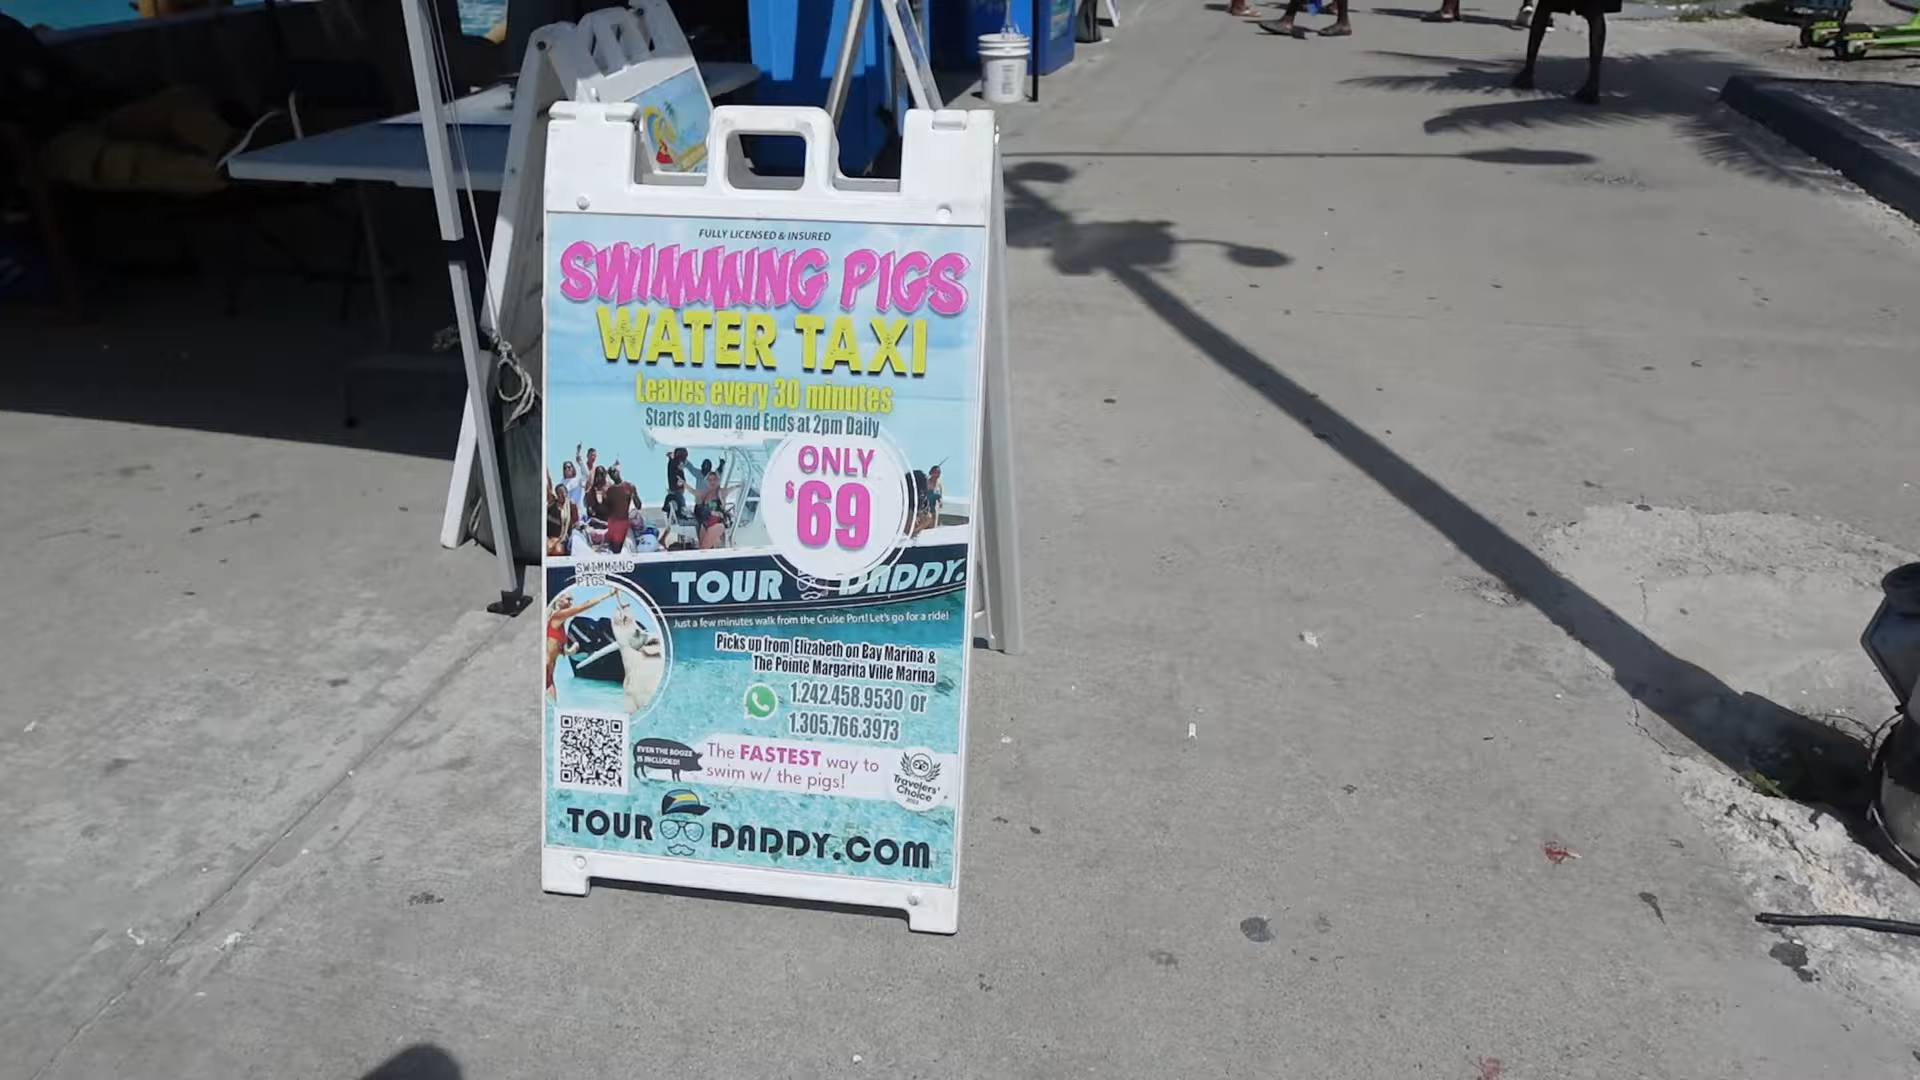 FULLY LICENSED & INSURED
SWIMMING PIGS
WATER TAXI
Leaves every 30 minutes
Starts at 9am and Ends at 2pm Daily
ONLY
$69
SWIMMING
PIGS
TOUR DADDY.
Just a few minutes walk from the Cruise Port! Let's go for a ride!
Picks up from Elizabeth on Bay Marina &
The Pointe Margarita Ville Marina
1.242.458.9530 or
1.305.766.3973
EVEN THE BOOZE
IS INCLUDED!
The FASTEST way to
swim w/ the pigs!
Travelers'
Choice
TOUR DADDY.COM